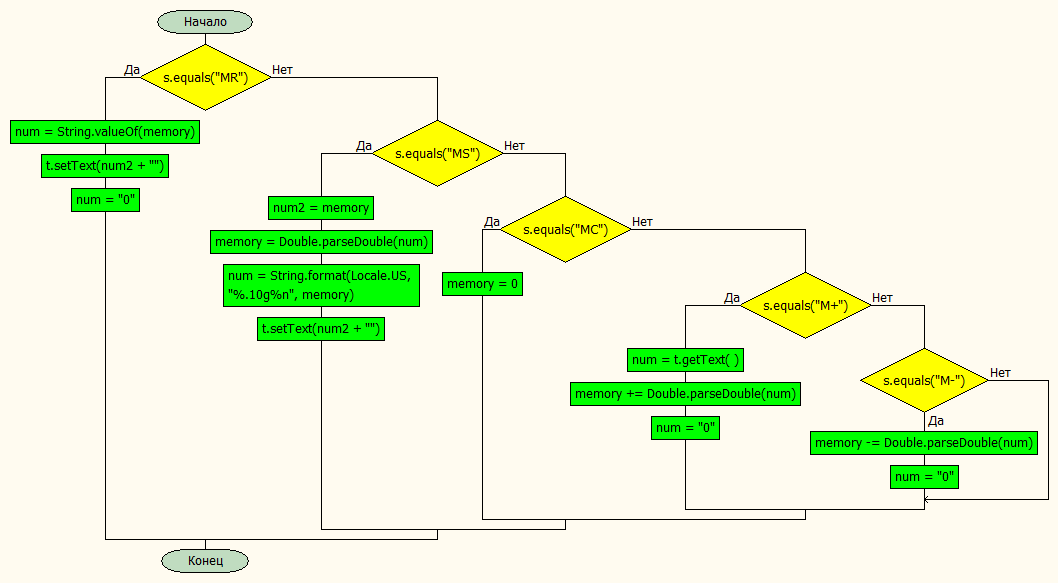 Начало
s.equals("MR")
Да
Нет
num = String.valueOf(memory)
t.setText(num2 + "")
num = "0"
s.equals("MS")
Да
Нет
num2 = memory
memory = Double.parseDouble(num)
num = String.format(Locale.US,
"%.10g%n", memory)
t.setText(num2 + "")
s.equals("MC")
Да
Нет
memory = 0
s.equals("M+")
Да
Нет
num = t.getText( )
memory += Double.parseDouble(num)
num = "0"
s.equals("M-")
Нет
Да
memory -= Double.parseDouble(num)
num = "0"
Конец